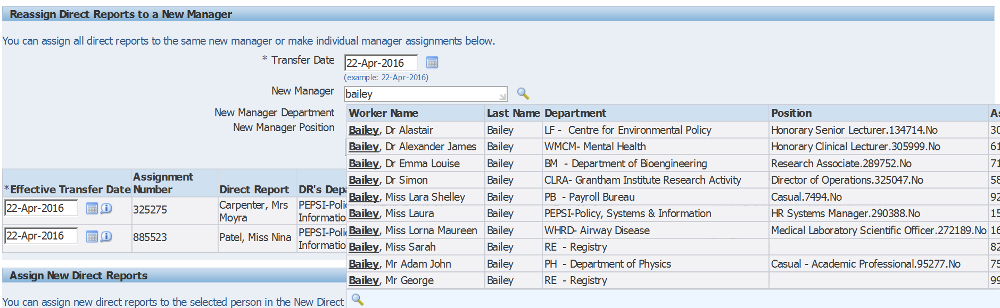 Reassign Direct Reports to a New Manager
You can assign all direct reports to the same new manager or make individual manager assignments below.
* Transfer Date 22-Apr-2016
(example: 22-Apr-2016)
New Manager bailey
New Manager Department
New Manager Position
Worker Name Last Name Department Position
Bailey, Dr Alastair Bailey LF - Centre for Environmental Policy Honorary Senior Lecturer.134714.No 30
Bailey, Dr Alexander James Bailey WMCM- Mental Health Honorary Clinical Lecturer.305999.No 61
Bailey, Dr Emma Louise Bailey BM - Department of Bioengineering Research Associate.289752.No 71
Bailey, Dr Simon Bailey CLRA- Grantham Institute Research Activity Director of Operations.325047.No 58
Bailey, Miss Lara Shelley Bailey PB - Payroll Bureau Casual.7494.No 92
Bailey, Miss Laura Bailey PEPSI-Policy, Systems & Information HR Systems Manager.290388.No 15
Bailey, Miss Lorna Maureen Bailey WHRD- Airway Disease Medical Laboratory Scientific Officer.272189.No 16
Bailey, Miss Sarah Bailey RE - Registry 82
Bailey, Mr Adam John Bailey PH - Department of Physics Casual - Academic Professional.95277.No 75
Bailey, Mr George Bailey RE - Registry 99
*Effective Transfer Date Assignment Number Direct Report DR's Depa
22-Apr-2016 325275 Carpenter, Mrs Moyra PEPSI-Polic Informatio
22-Apr-2016 885523 Patel, Miss Nina PEPSI-Polic Informatio
Assign New Direct Reports
You can assign new direct reports to the selected person in the New Direct